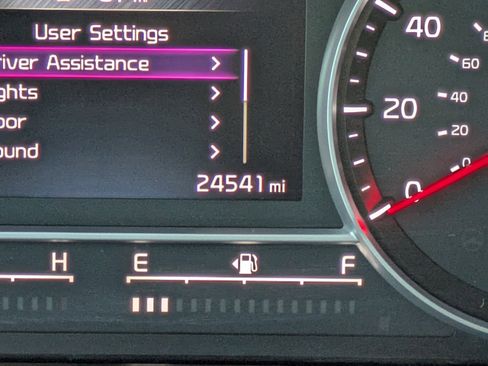 User Settings
river Assistance >
ghts >
oor >
ound >
24541 mi
H E F
40
20
0
60
40
20
0